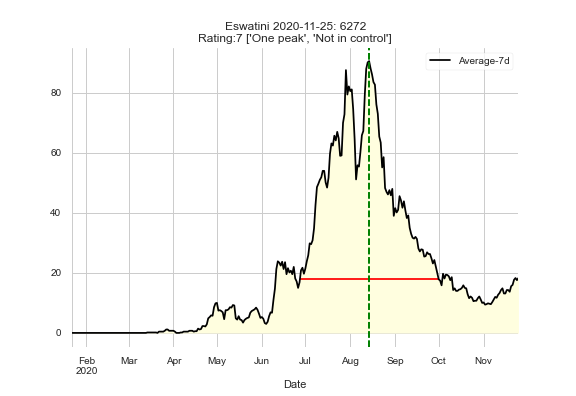 Eswatini 2020-11-25: 6272
Rating:7 ['One peak', 'Not in control']
Average-7d
80
60
40
20
0
Feb Mar Apr May Jun Jul Aug Sep Oct Nov
2020
Date